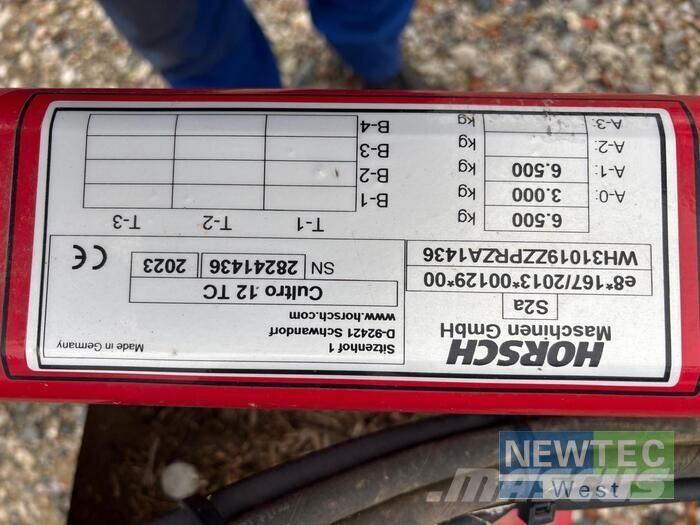 HORSCH
Maschinen GmbH
Sitzenhof 1
D-92421 Schwandorf
www.horsch.com
Made in Germany
S2a
e8*167/2013*00129*00
WH31019ZZPRZA1436
Cultro 12 TC
SN 28241436 2023 CE
6.500 kg
A-0: 3.000 kg
A-1: 6.500 kg
A-2: kg
A-3: kg
T-1 T-2 T-3
B-1
B-2
B-3
B-4
NEWTEC
West
MASCUS